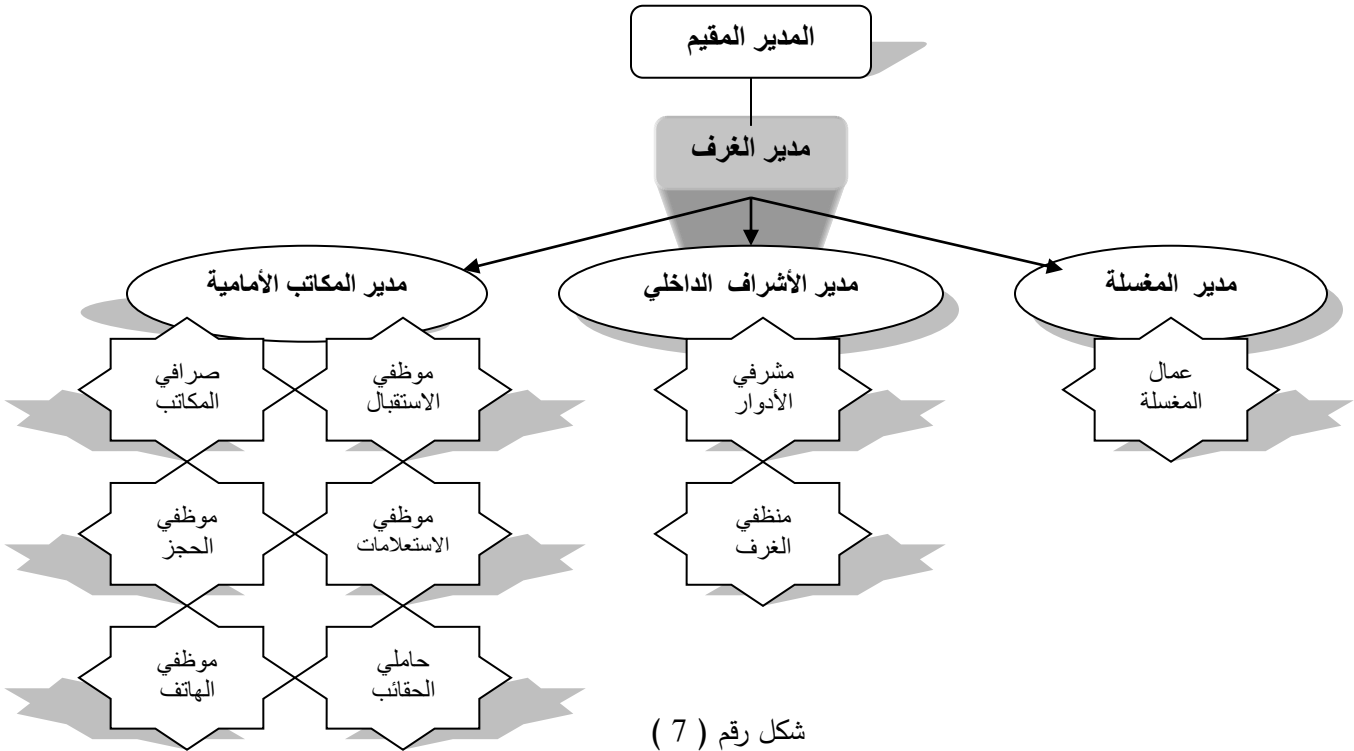 المدير المقيم
مدير الغرف
مدير المغسلة
مدير الأشراف الداخلي
مدير المكاتب الأمامية
عمال
المغسلة
مشرفي
الأدوار
موظفي
الاستقبال
صرافي
المكاتب
منظفي
الغرف
موظفي
الاستعلامات
موظفي
الحجز
حاملي
الحقائب
موظفي
الهاتف
شكل رقم ( 7 )